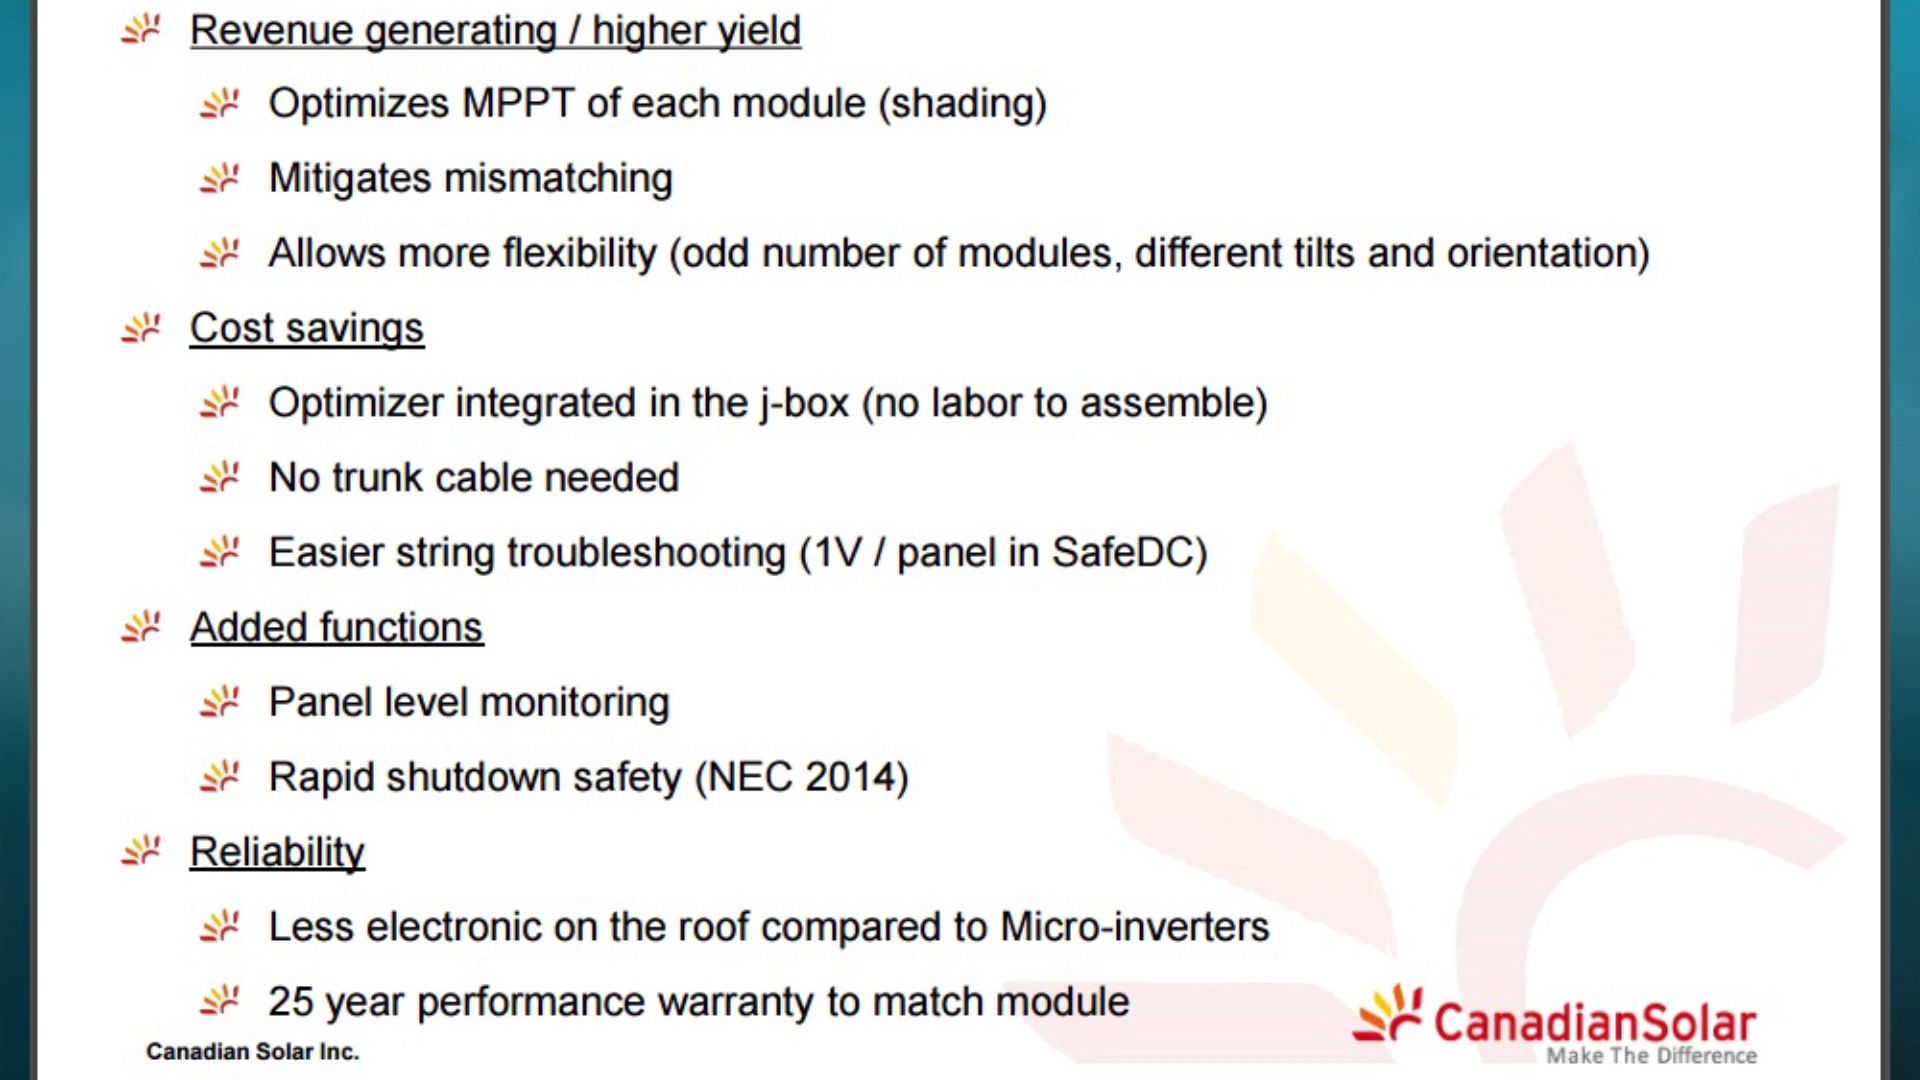 Revenue generating / higher yield
Optimizes MPPT of each module (shading)
Mitigates mismatching
Allows more flexibility (odd number of modules, different tilts and orientation)
Cost savings
Optimizer integrated in the j-box (no labor to assemble)
No trunk cable needed
Easier string troubleshooting (1V / panel in SafeDC)
Added functions
Panel level monitoring
Rapid shutdown safety (NEC 2014)
Reliability
Less electronic on the roof compared to Micro-inverters
25 year performance warranty to match module
Canadian Solar Inc.
CanadianSolar
Make The Difference